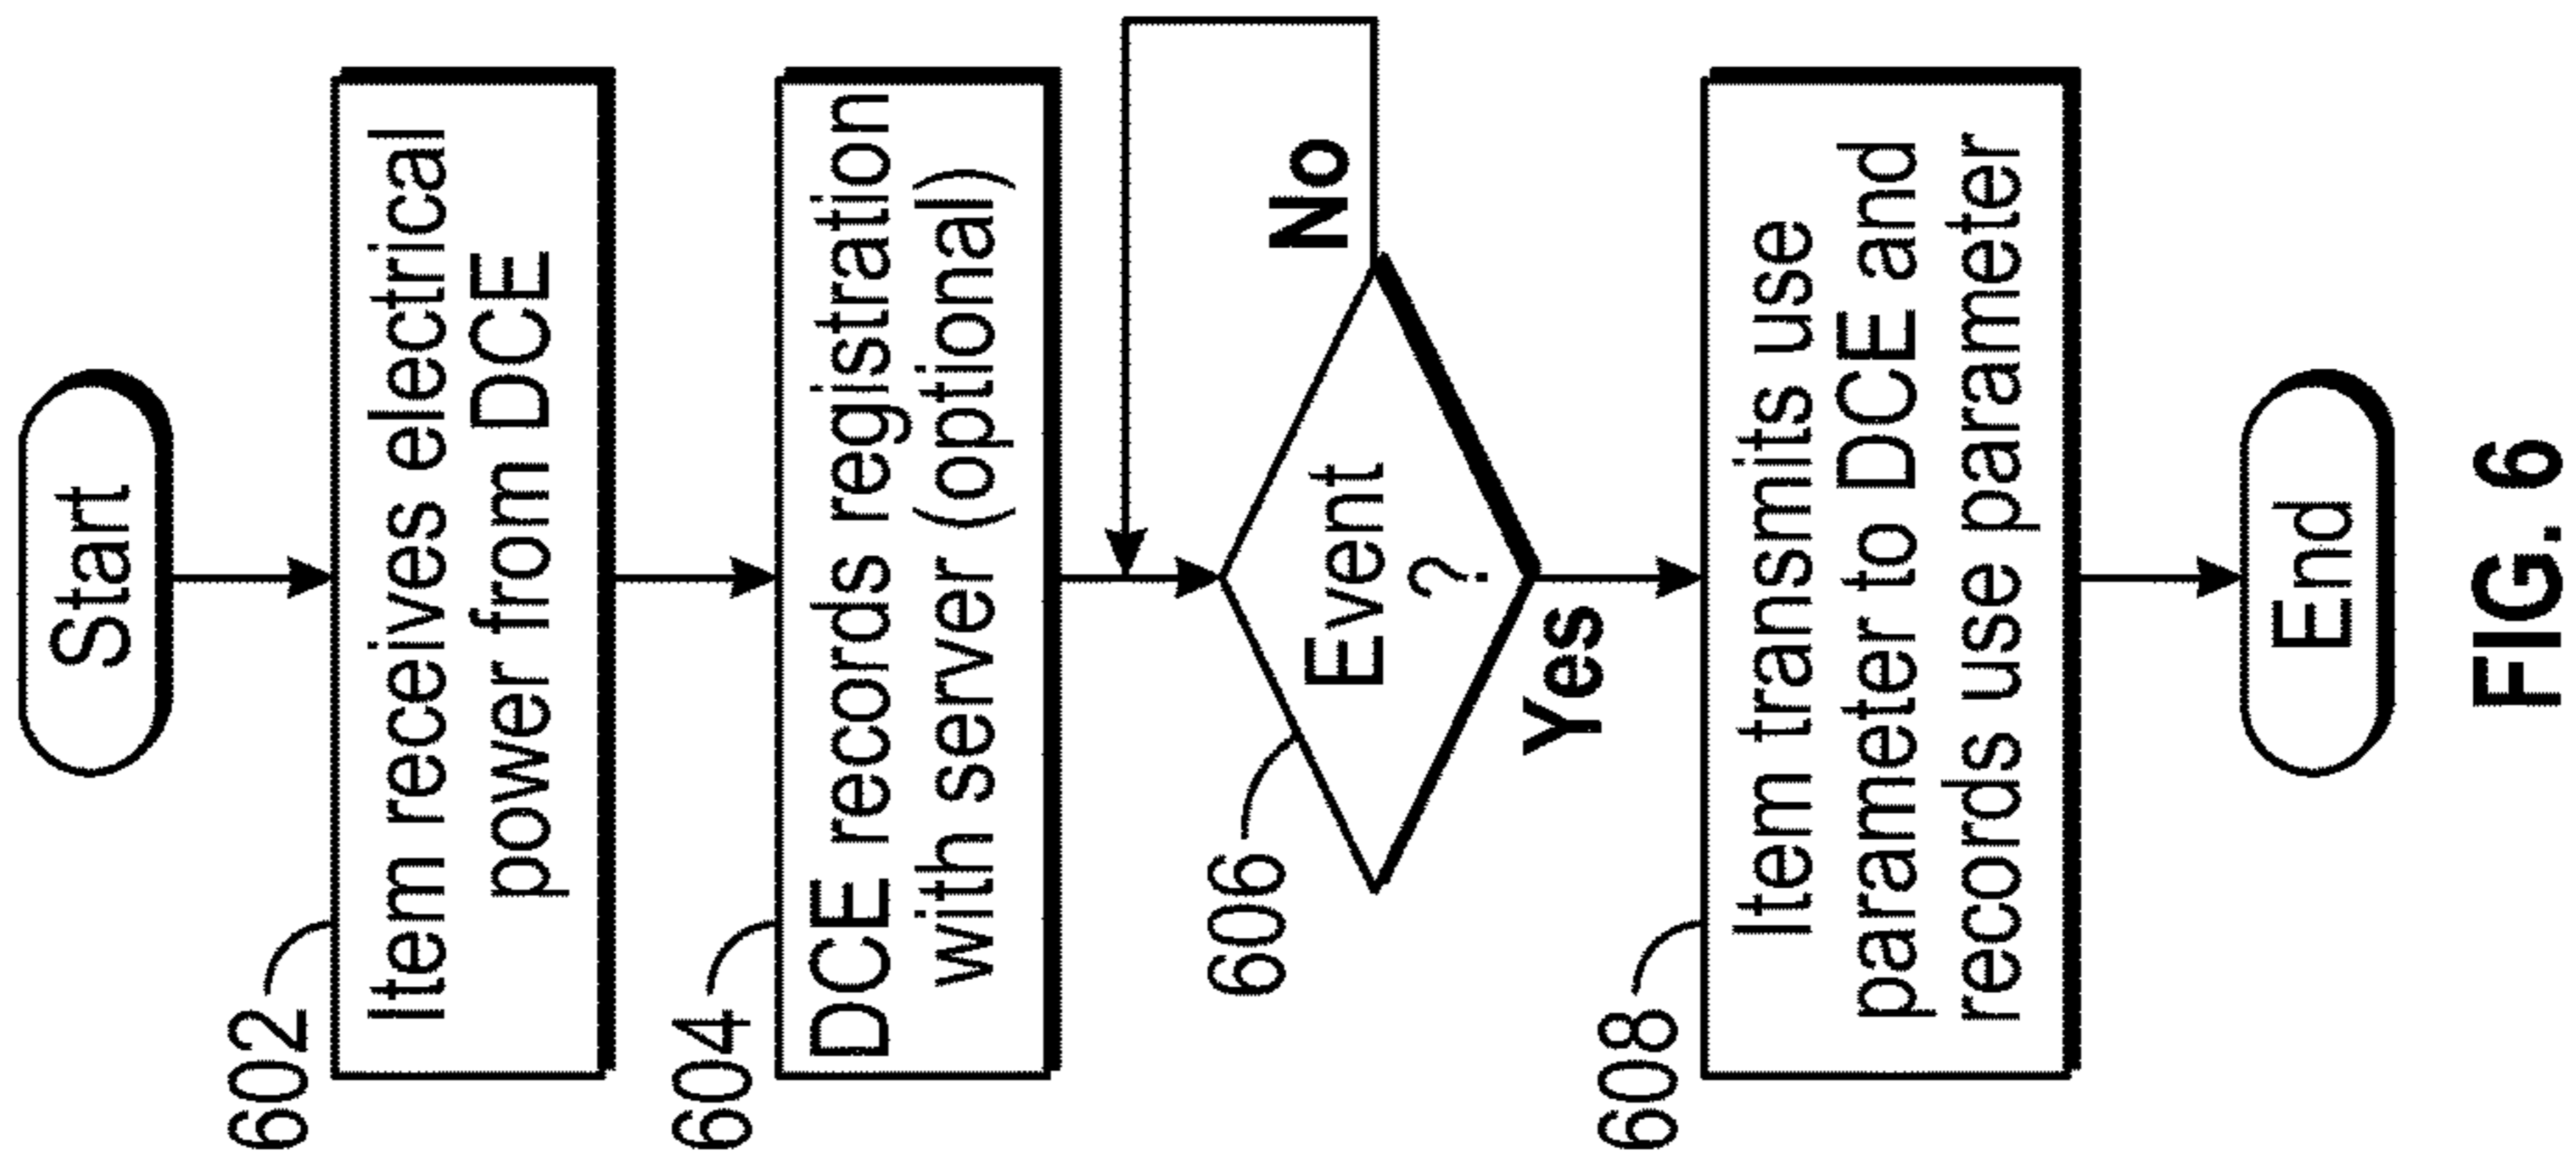 Start
602
Item receives electrical
power from DCE
604
DCE records registration
with server (optional)
606
Event
?
No
Yes
608
Item transmits use
parameter to DCE and
records use parameter
End
FIG. 6